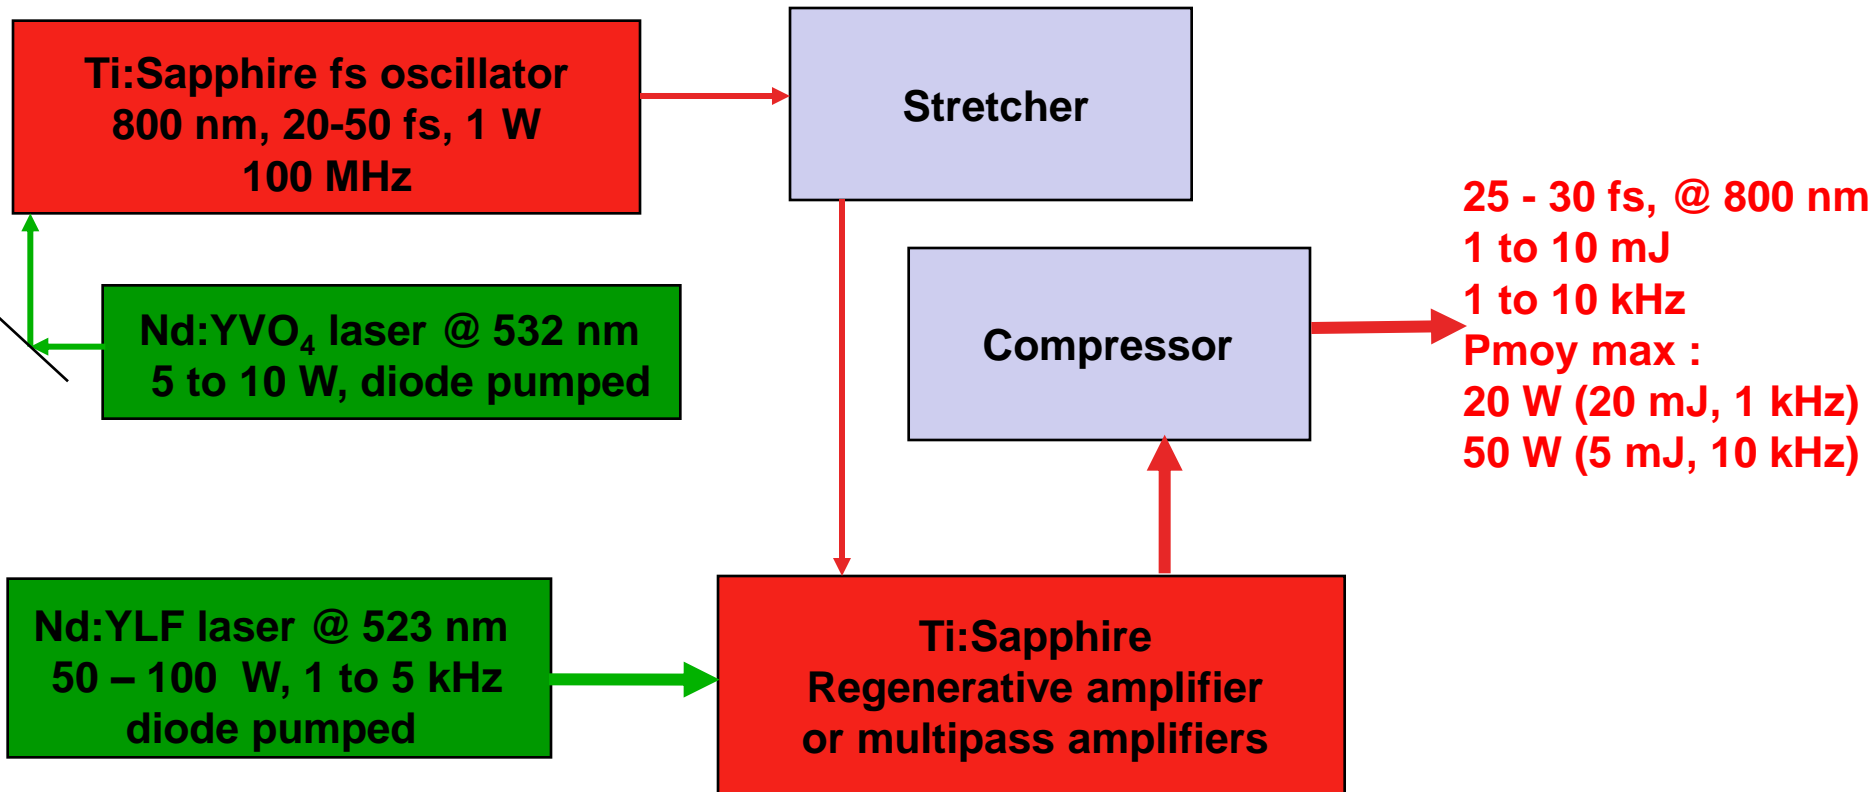 Ti:Sapphire fs oscillator
800 nm, 20-50 fs, 1 W
100 MHz
Stretcher
25 - 30 fs, @ 800 nm
1 to 10 mJ
1 to 10 kHz
Pmoy max :
20 W (20 mJ, 1 kHz)
50 W (5 mJ, 10 kHz)
Nd:YVO₄ laser @ 532 nm
5 to 10 W, diode pumped
Compressor
Nd:YLF laser @ 523 nm
50 – 100 W, 1 to 5 kHz
diode pumped
Ti:Sapphire
Regenerative amplifier
or multipass amplifiers